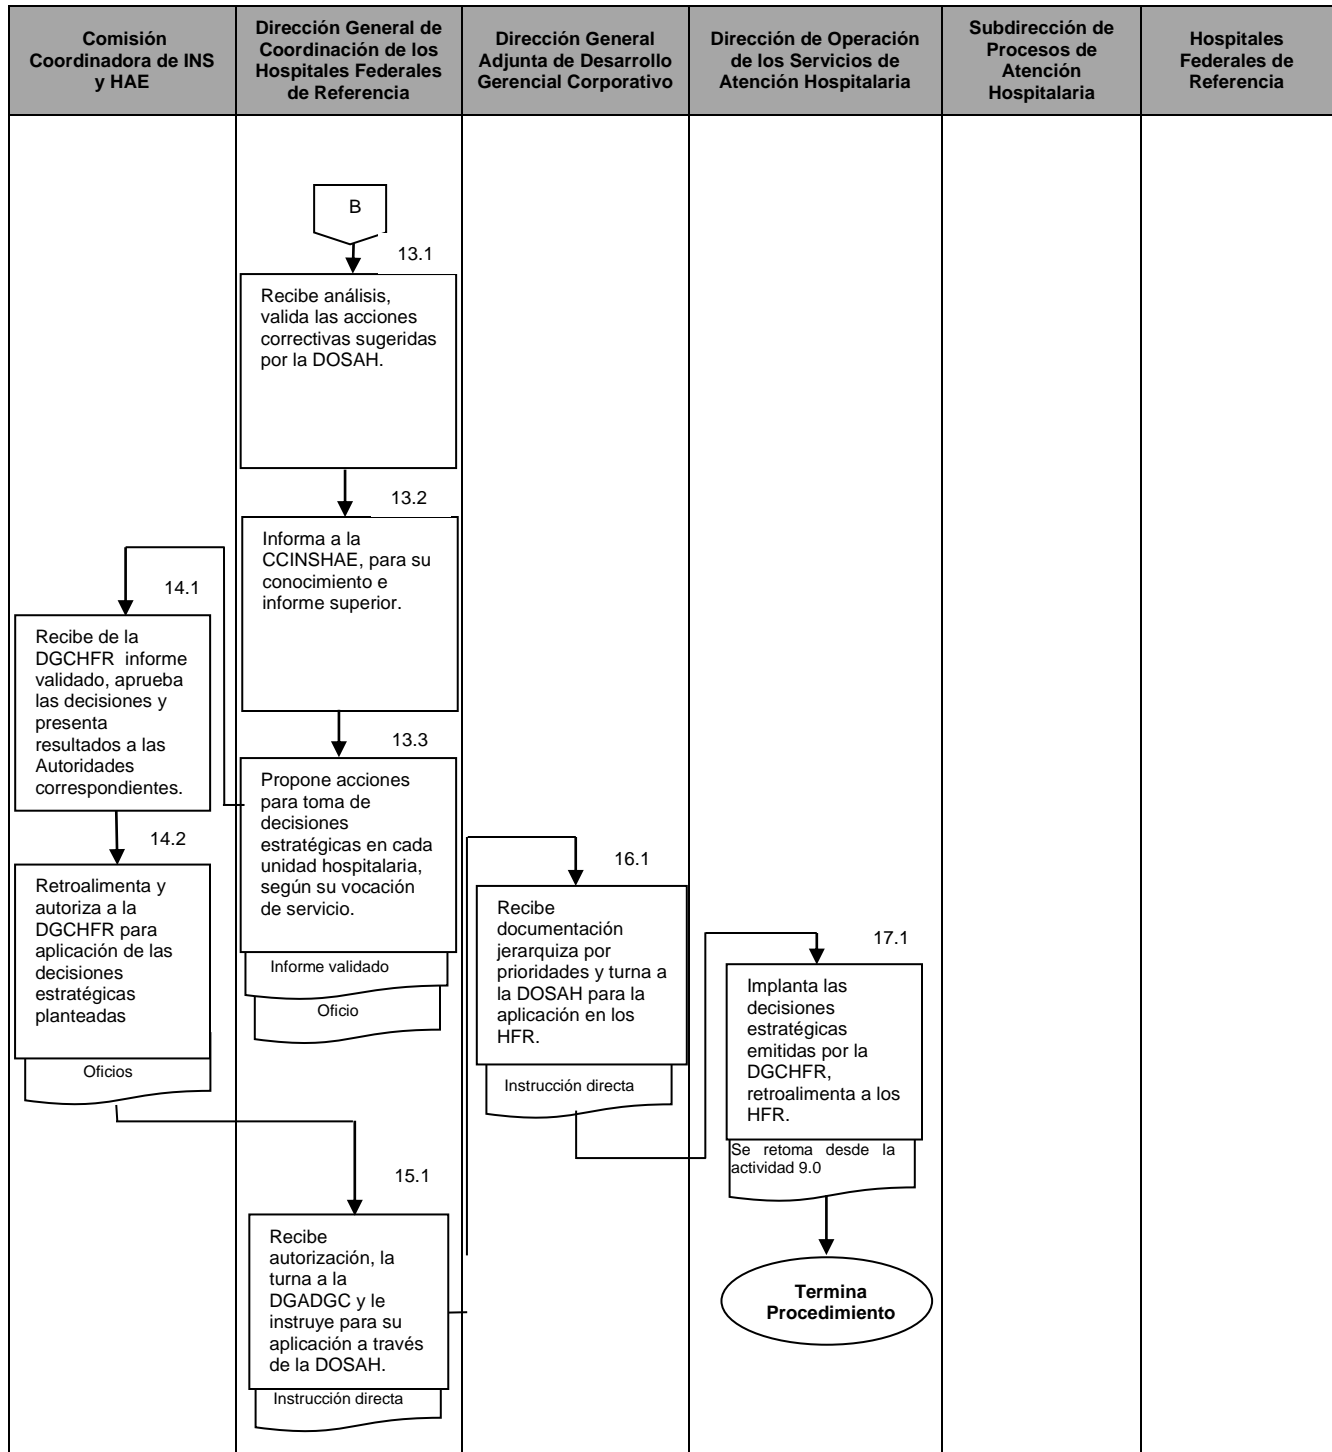 Comisión
Coordinadora de INS
y HAE
Dirección General de
Coordinación de los
Hospitales Federales
de Referencia
Dirección General
Adjunta de Desarrollo
Gerencial Corporativo
Dirección de Operación
de los Servicios de
Atención Hospitalaria
Subdirección de
Procesos de
Atención
Hospitalaria
Hospitales
Federales de
Referencia
B
13.1
Recibe análisis,
valida las acciones
correctivas sugeridas
por la DOSAH.
13.2
Informa a la
CCINSHAE, para su
conocimiento e
informe superior.
13.3
Propone acciones
para toma de
decisiones
estratégicas en cada
unidad hospitalaria,
según su vocación
de servicio.
Informe validado
Oficio
14.1
Recibe de la
DGCHFR informe
validado, aprueba
las decisiones y
presenta
resultados a las
Autoridades
correspondientes.
14.2
Retroalimenta y
autoriza a la
DGCHFR para
aplicación de las
decisiones
estratégicas
planteadas
Oficios
15.1
Recibe
autorización, la
turna a la
DGADGC y le
instruye para su
aplicación a través
de la DOSAH.
Instrucción directa
16.1
Recibe
documentación
jerarquiza por
prioridades y turna a
la DOSAH para la
aplicación en los
HFR.
Instrucción directa
17.1
Implanta las
decisiones
estratégicas
emitidas por la
DGCHFR,
retroalimenta a los
HFR.
Se retoma desde la
actividad 9.0
Termina
Procedimiento